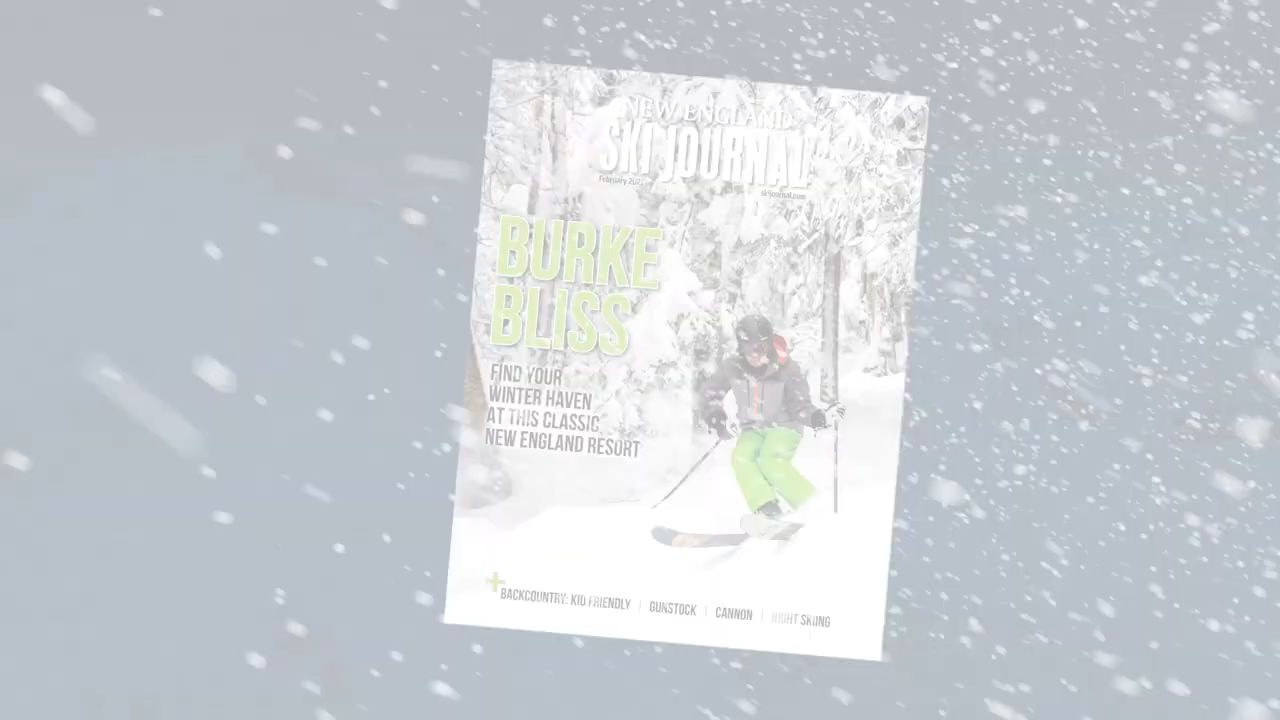 NEW ENGLAND
SKI JOURNAL
February
skijournal.com
BURKE
BLISS
FIND YOUR
WINTER HAVEN
AT THIS CLASSIC
NEW ENGLAND RESORT
+
BACKCOUNTRY: KID FRIENDLY | GUNSTOCK | CANNON | NIGHT SKIING